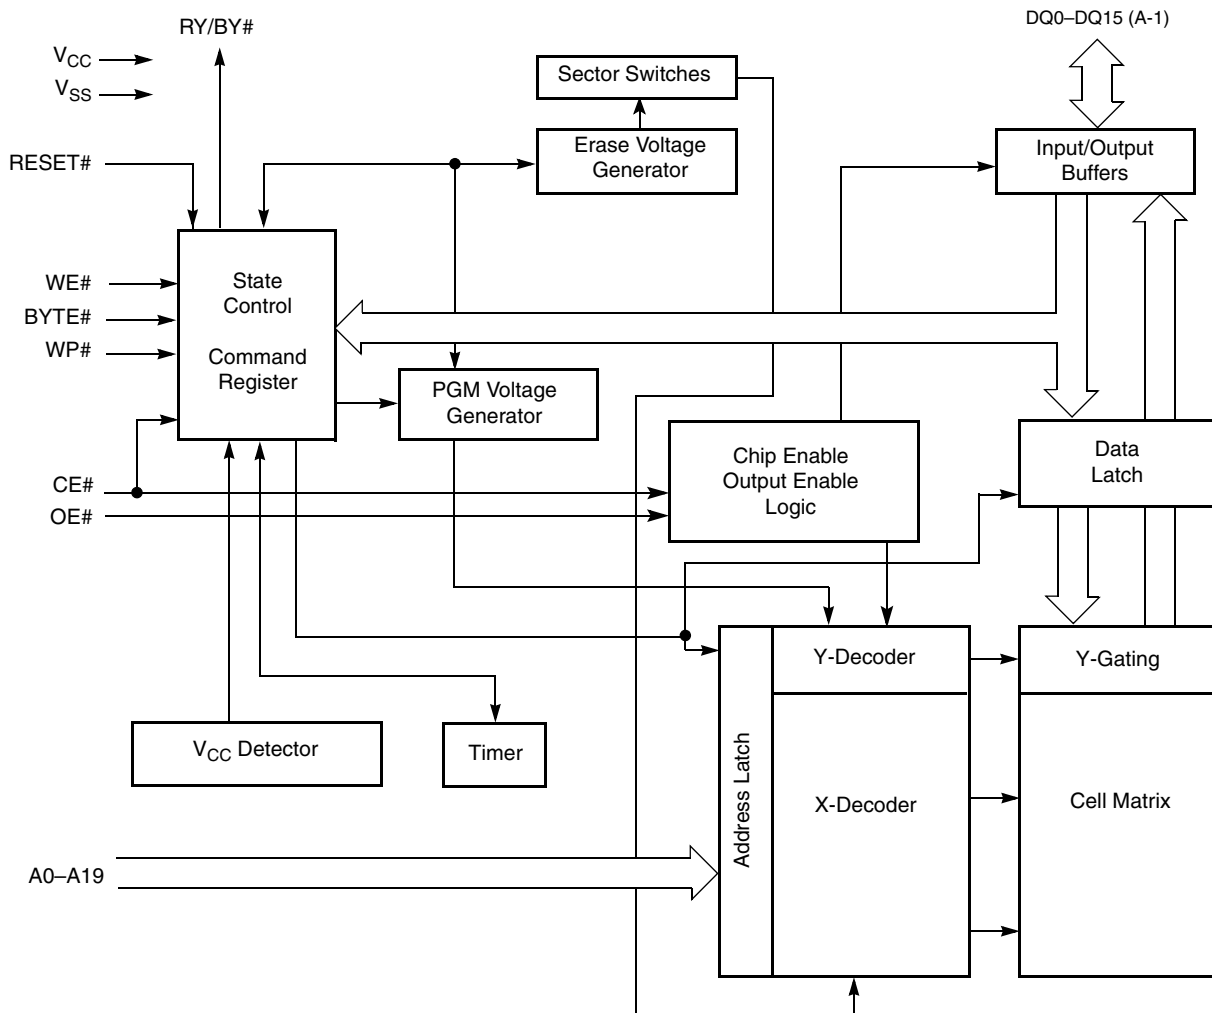 RY/BY#
DQ0–DQ15 (A-1)
VCC
VSS
Sector Switches
Erase Voltage
Generator
Input/Output
Buffers
RESET#
WE#
BYTE#
WP#
State
Control
Command
Register
PGM Voltage
Generator
CE#
OE#
Chip Enable
Output Enable
Logic
Data
Latch
Y-Decoder
Y-Gating
VCC Detector
Timer
Address Latch
X-Decoder
Cell Matrix
A0–A19